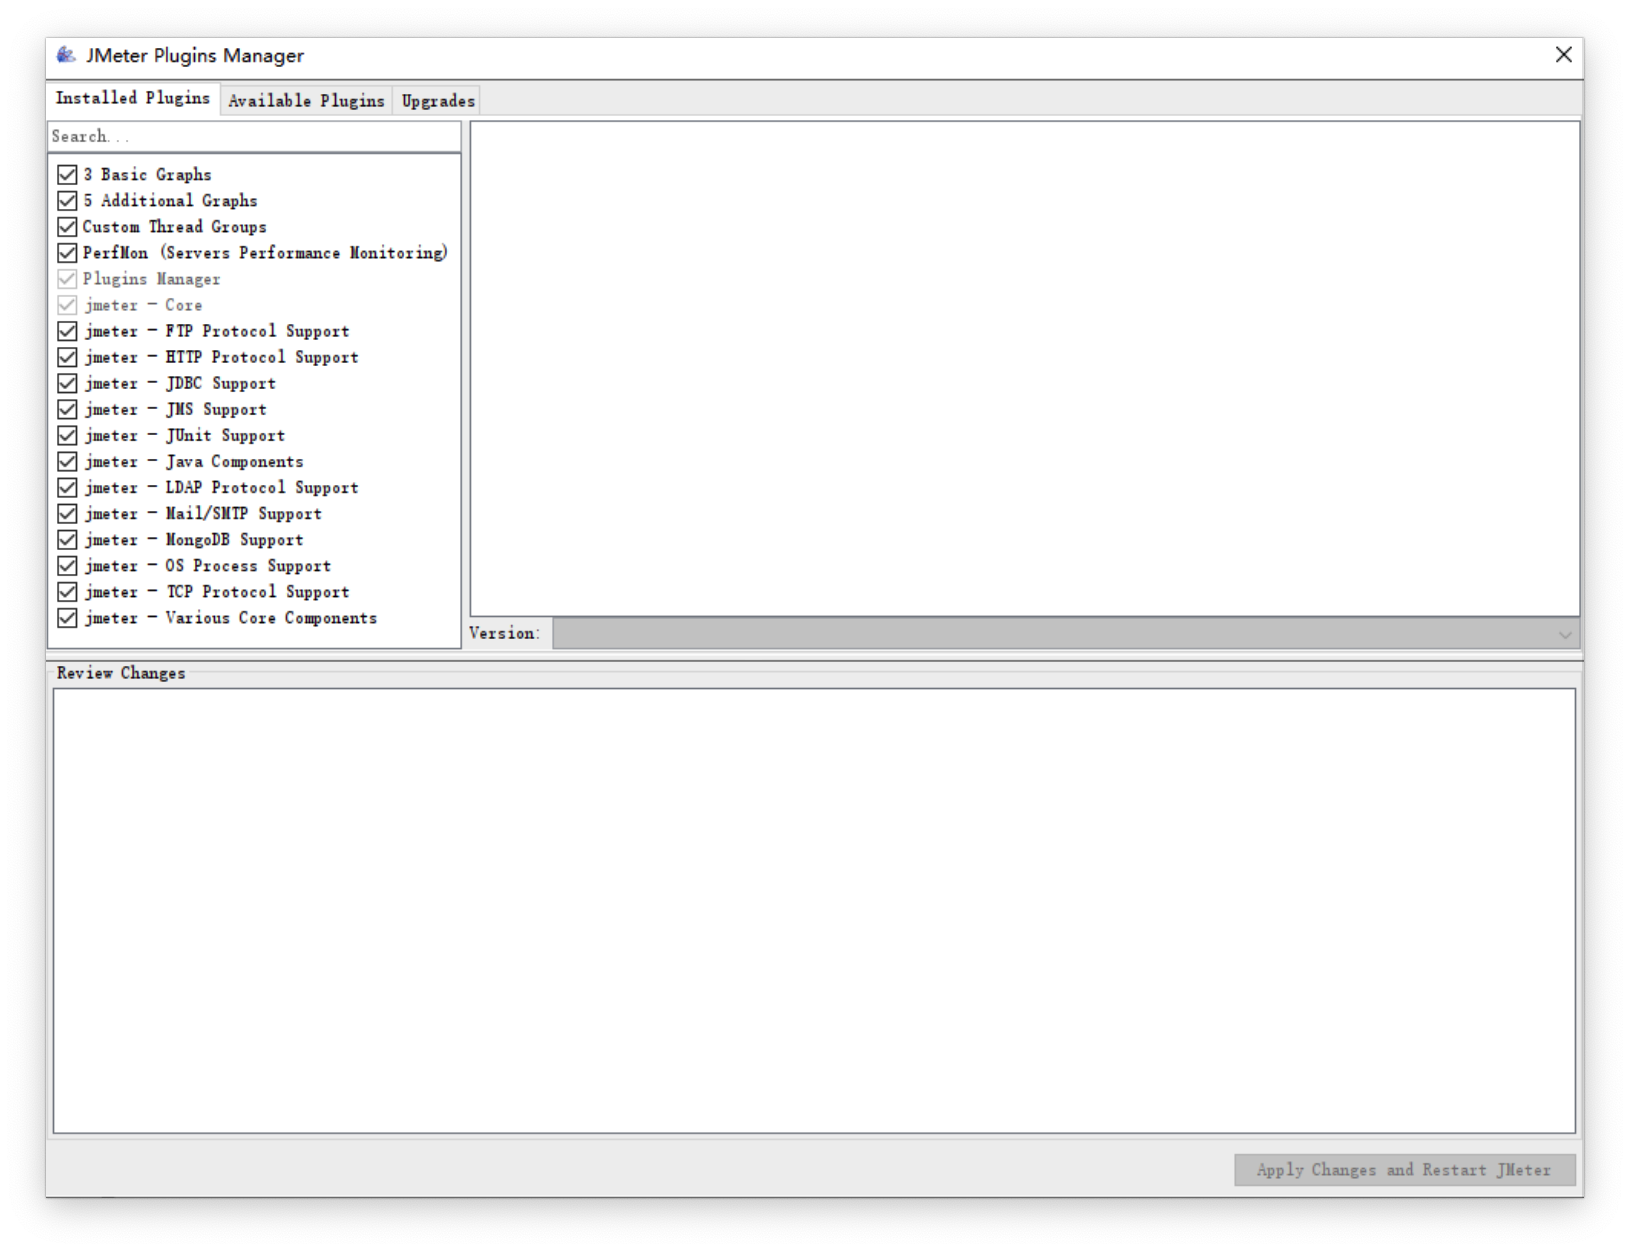 JMeter Plugins Manager
Installed Plugins Available Plugins Upgrades
Search...
3 Basic Graphs
5 Additional Graphs
Custom Thread Groups
PerfMon (Servers Performance Monitoring)
Plugins Manager
jmeter - Core
jmeter - FTP Protocol Support
jmeter - HTTP Protocol Support
jmeter - JDBC Support
jmeter - JMS Support
jmeter - JUnit Support
jmeter - Java Components
jmeter - LDAP Protocol Support
jmeter - Mail/SMTP Support
jmeter - MongoDB Support
jmeter - OS Process Support
jmeter - TCP Protocol Support
jmeter - Various Core Components
Version:
Review Changes
Apply Changes and Restart JMeter